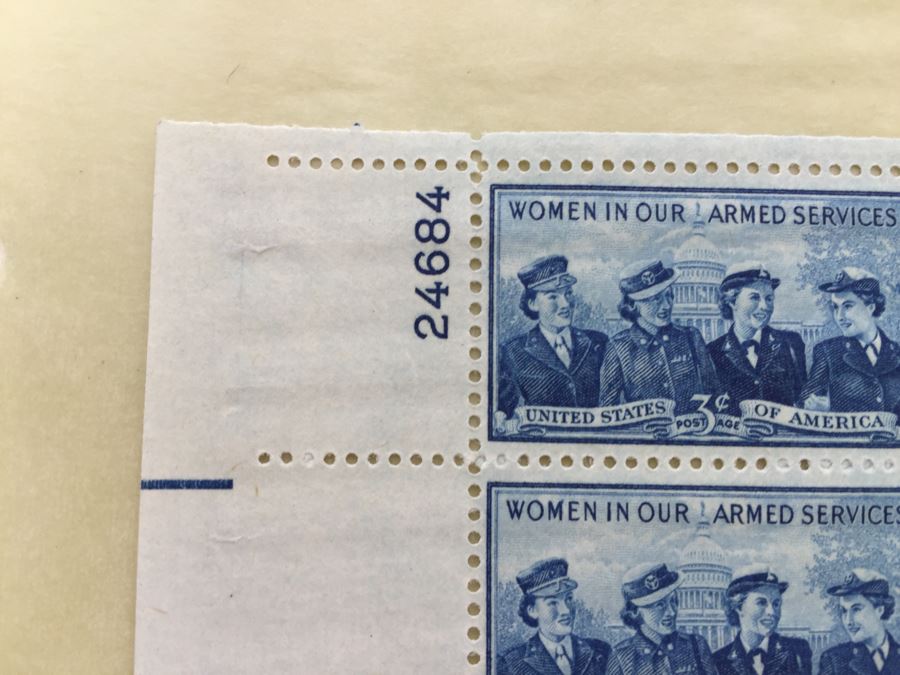 24684
WOMEN IN OUR ARMED SERVICES
UNITED STATES 3¢ POSTAGE OF AMERICA
WOMEN IN OUR ARMED SERVICES